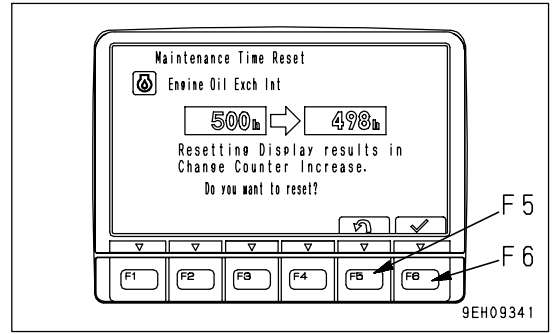 Maintenance Time Reset
Engine Oil Exch Int
500h 498h
Resetting Display results in
Change Counter Increase.
Do you want to reset?
F5
F6
F1 F2 F3 F4 F5 F6
9EH09341